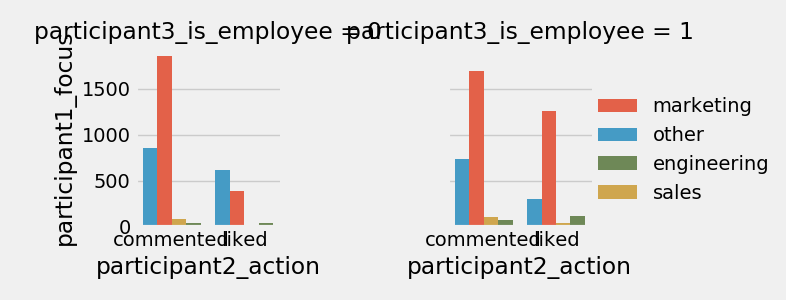 participant3_is_employee = 0
participant3_is_employee = 1
participant1_focus
1500
1000
500
0
commented
liked
commented
liked
participant2_action
participant2_action
marketing
other
engineering
sales